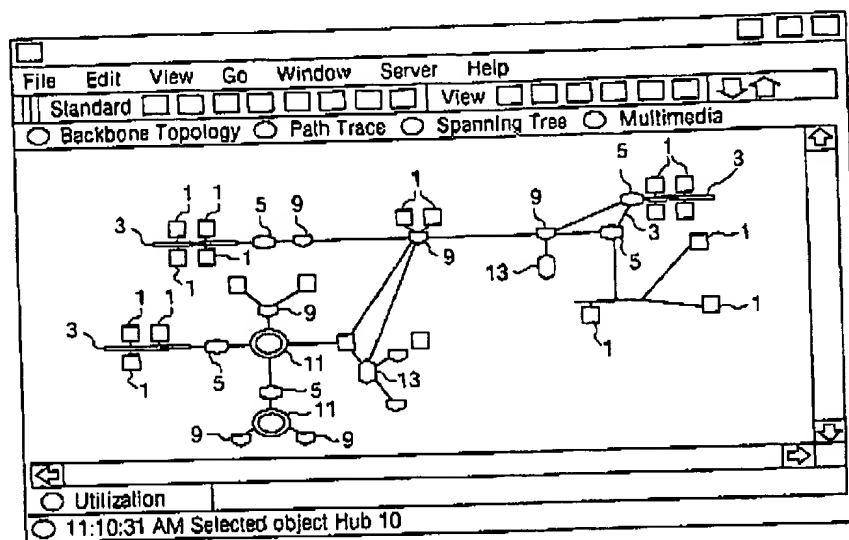 File Edit View Go Window Server Help
Standard View
Backbone Topology Path Trace Spanning Tree Multimedia
1 1 5 3
1 1 5 9 1 9 3
3 1 9 13 5 1
1
1 1 9 1
3 11 13 1
1 5 5
11
9 9
Utilization
11:10:31 AM Selected object Hub 10